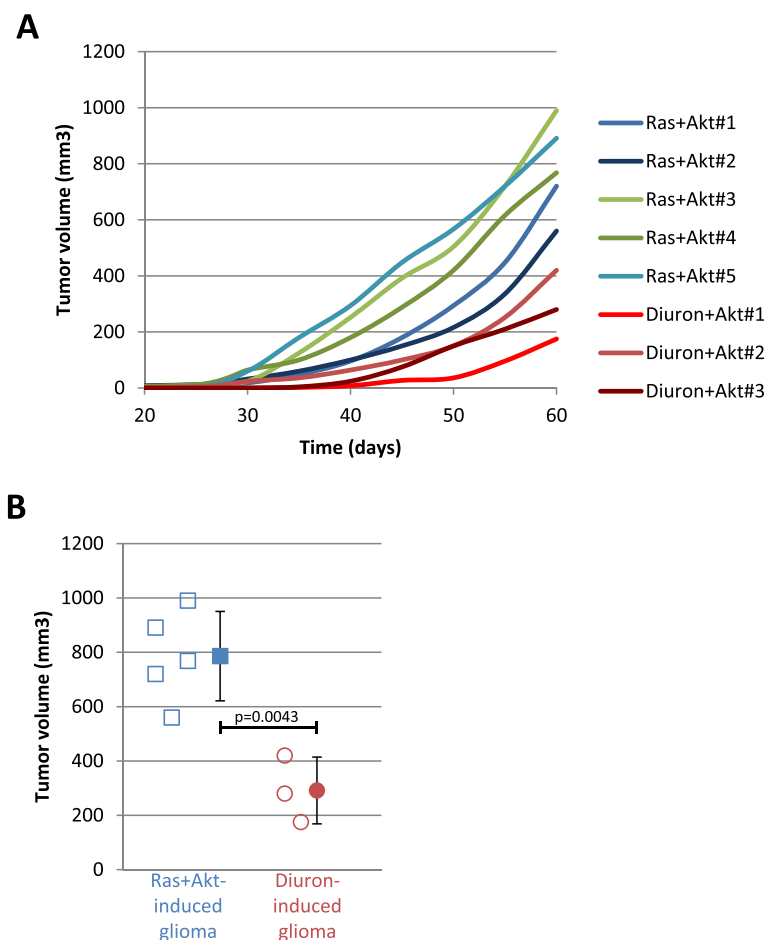 A
Tumor volume (mm3)
1200
1000
800
600
400
200
0
20 30 40 50 60
Time (days)
Ras+Akt#1
Ras+Akt#2
Ras+Akt#3
Ras+Akt#4
Ras+Akt#5
Diuron+Akt#1
Diuron+Akt#2
Diuron+Akt#3
B
Tumor volume (mm3)
1200
1000
800
600
400
200
0
p=0.0043
Ras+Akt-
induced
glioma
Diuron-
induced
glioma